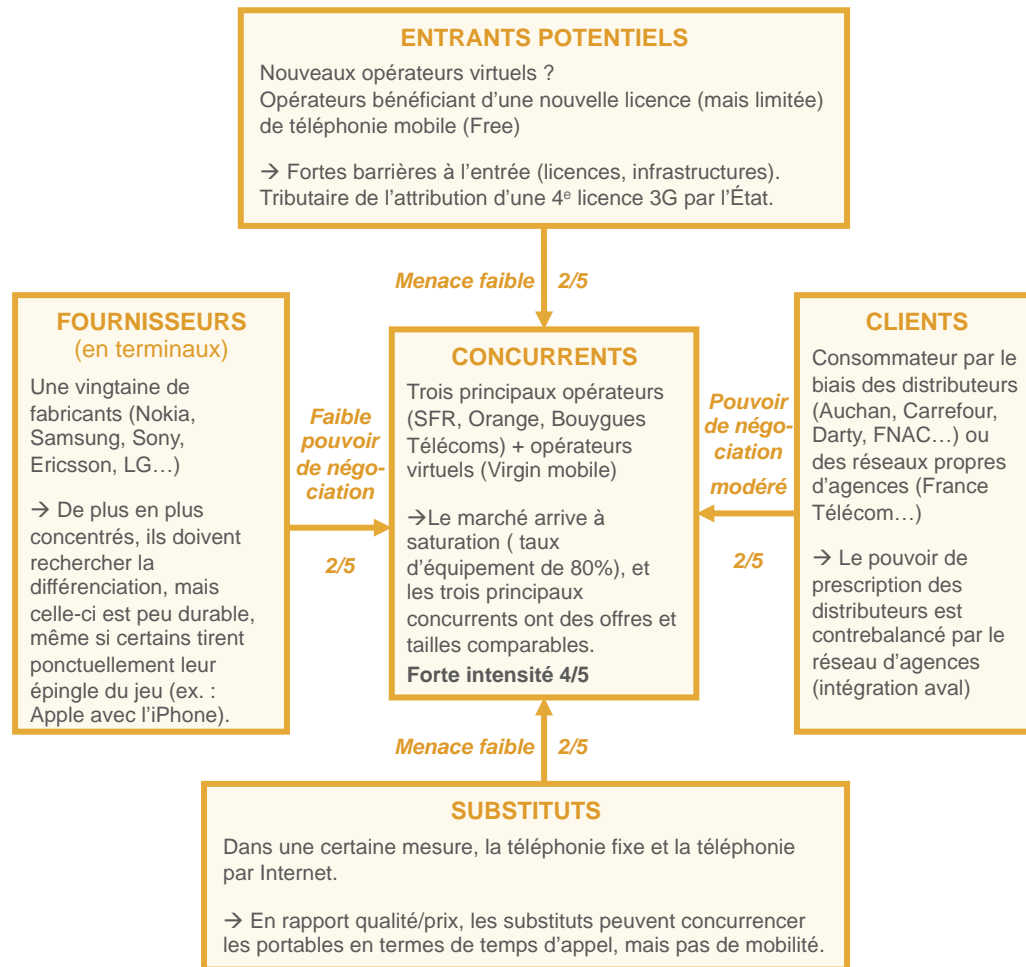 ENTRANTS POTENTIELS
Nouveaux opérateurs virtuels ?
Opérateurs bénéficiant d’une nouvelle licence (mais limitée)
de téléphonie mobile (Free)
→ Fortes barrières à l’entrée (licences, infrastructures).
Tributaire de l’attribution d’une 4e licence 3G par l’État.
Menace faible 2/5
FOURNISSEURS
(en terminaux)
Une vingtaine de
fabricants (Nokia,
Samsung, Sony,
Ericsson, LG…)
→ De plus en plus
concentrés, ils doivent
rechercher la
différenciation, mais
celle-ci est peu durable,
même si certains tirent
ponctuellement leur
épingle du jeu (ex. :
Apple avec l’iPhone).
Faible
pouvoir
de négo-
ciation
2/5
CONCURRENTS
Trois principaux opérateurs
(SFR, Orange, Bouygues
Télécoms) + opérateurs
virtuels (Virgin mobile)
→Le marché arrive à
saturation ( taux
d’équipement de 80%), et
les trois principaux
concurrents ont des offres et
tailles comparables.
Forte intensité 4/5
Pouvoir
de négo-
ciation
modéré
2/5
CLIENTS
Consommateur par le
biais des distributeurs
(Auchan, Carrefour,
Darty, FNAC…) ou
des réseaux propres
d’agences (France
Télécom…)
→ Le pouvoir de
prescription des
distributeurs est
contrebalancé par le
réseau d’agences
(intégration aval)
Menace faible 2/5
SUBSTITUTS
Dans une certaine mesure, la téléphonie fixe et la téléphonie
par Internet.
→ En rapport qualité/prix, les substituts peuvent concurrencer
les portables en termes de temps d’appel, mais pas de mobilité.